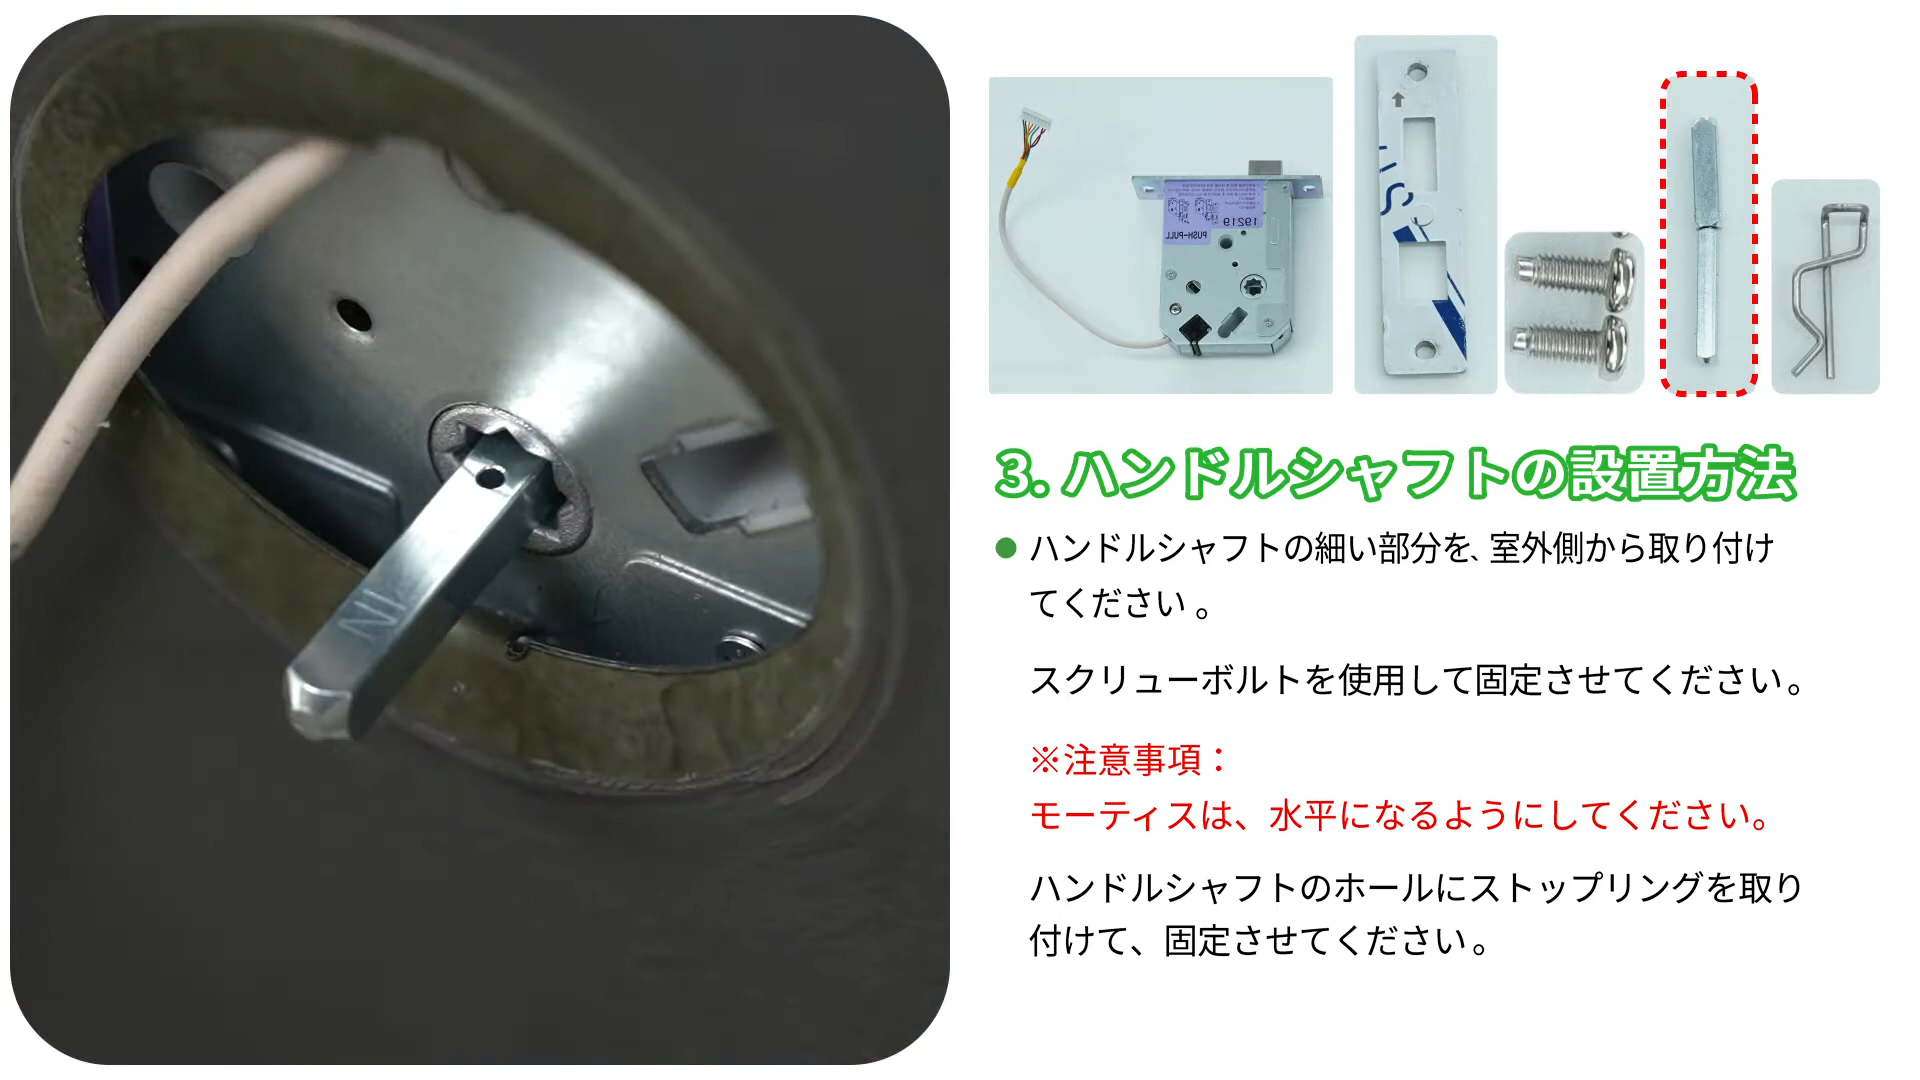 19219
PUSH-PULL
IN
3. ハンドルシャフトの設置方法
ハンドルシャフトの細い部分を、室外側から取り付け
てください 。
スクリューボルトを使用して固定させてください。
※注意事項：
モーティスは、水平になるようにしてください。
ハンドルシャフトのホールにストップリングを取り
付けて、固定させてください。